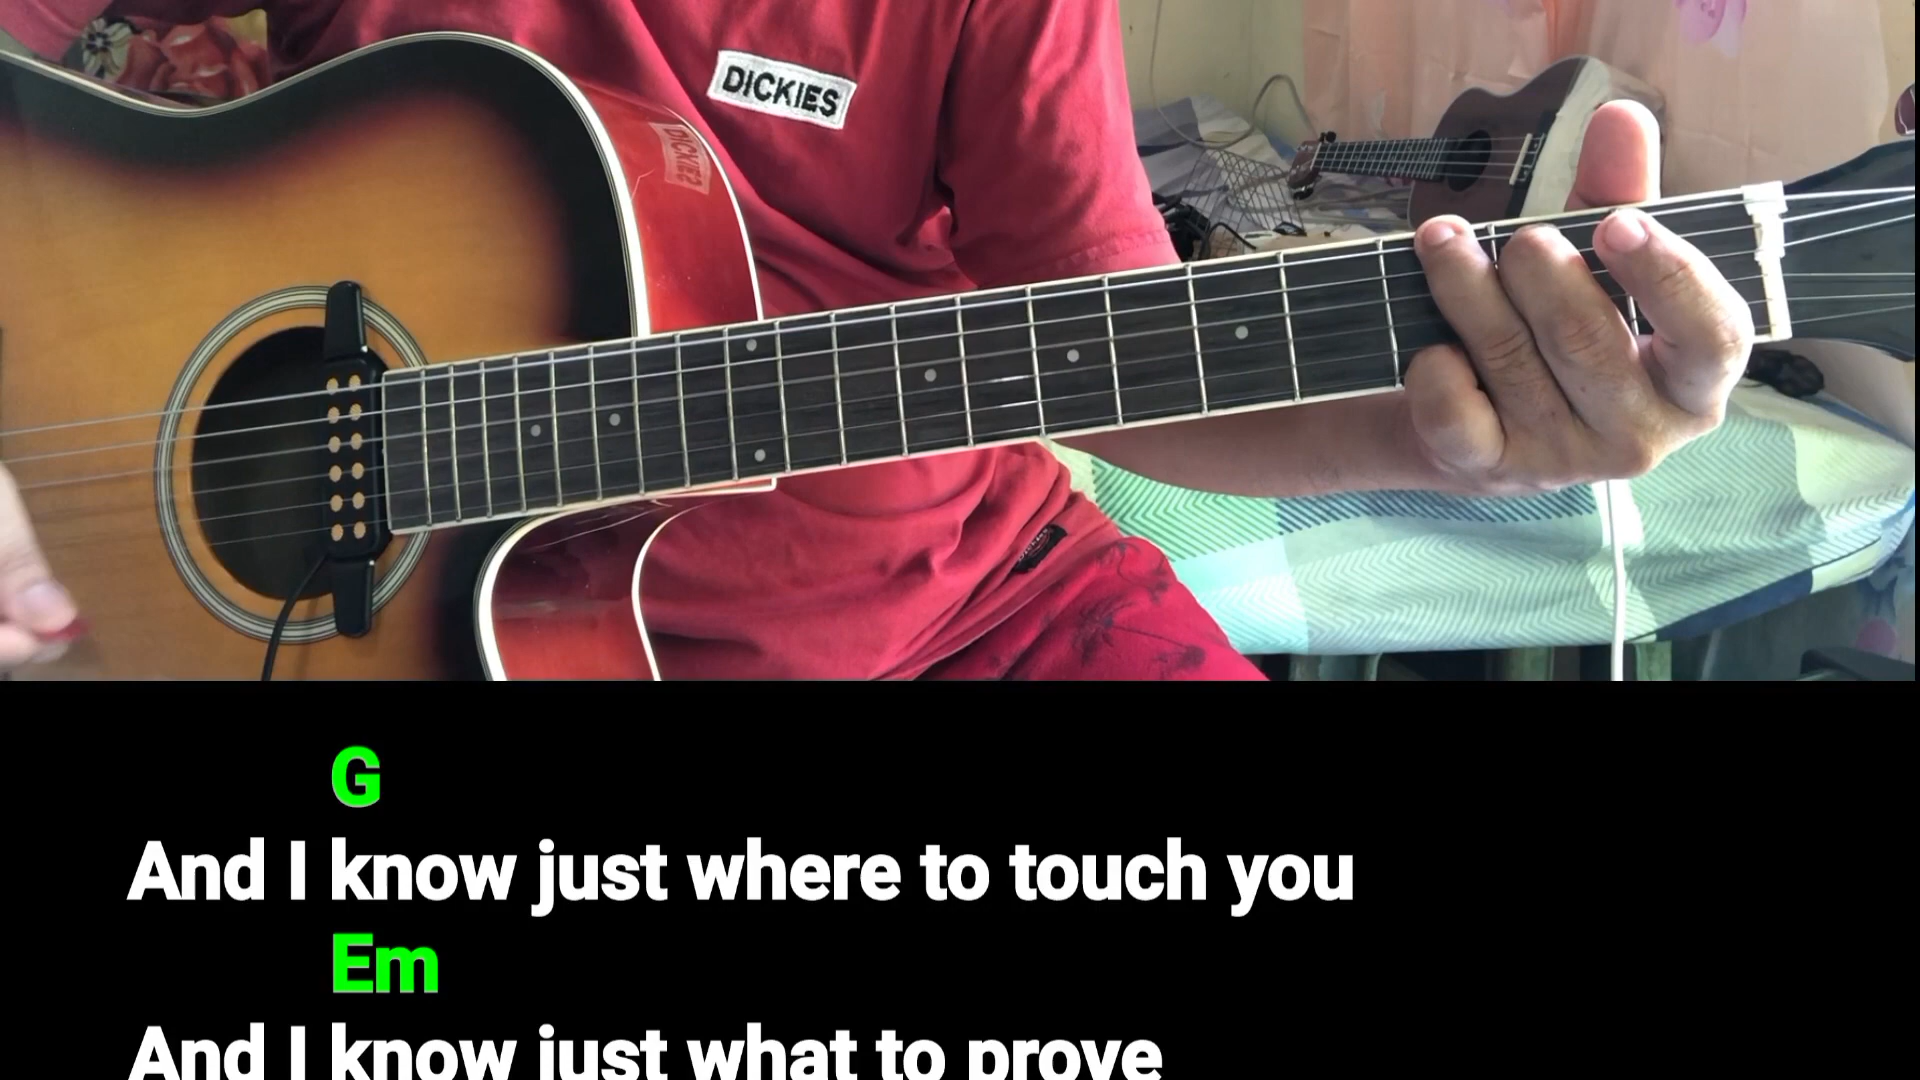 DICKIES
DICKIES
G
And I know just where to touch you
Em
And I know just what to prove